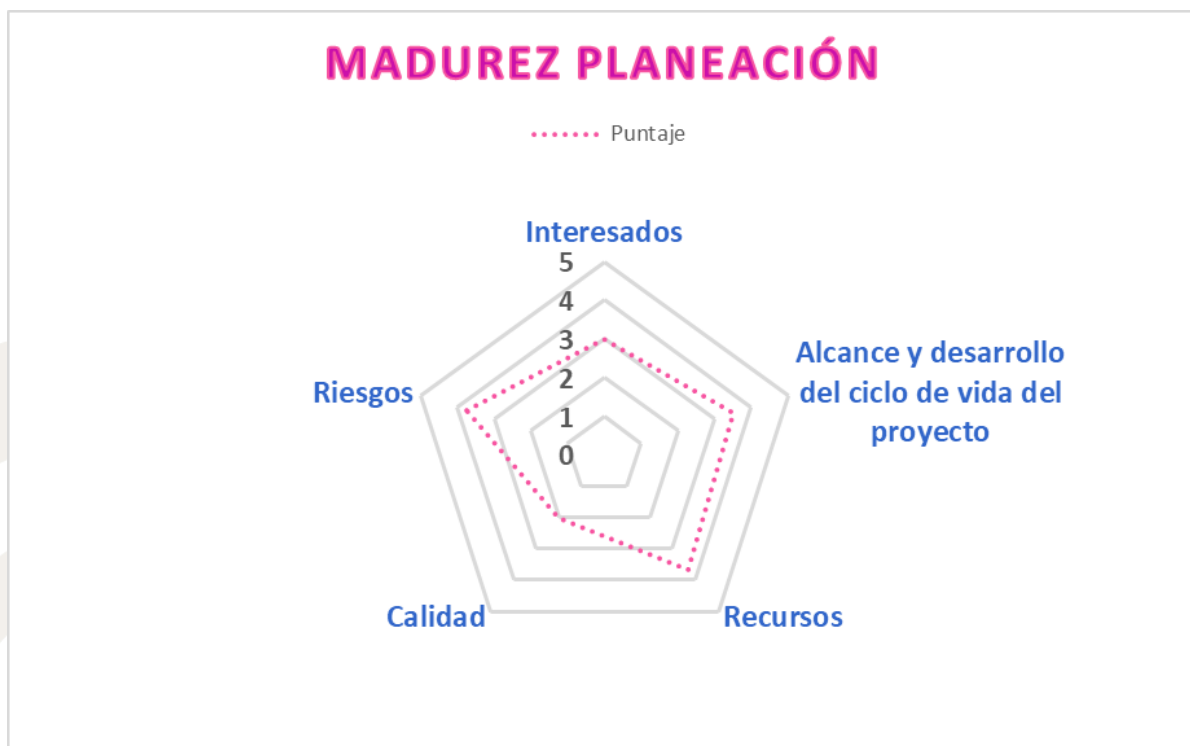 MADUREZ PLANEACIÓN
Puntaje
Interesados
5
4
3
2
1
0
Alcance y desarrollo
del ciclo de vida del
proyecto
Riesgos
Calidad
Recursos